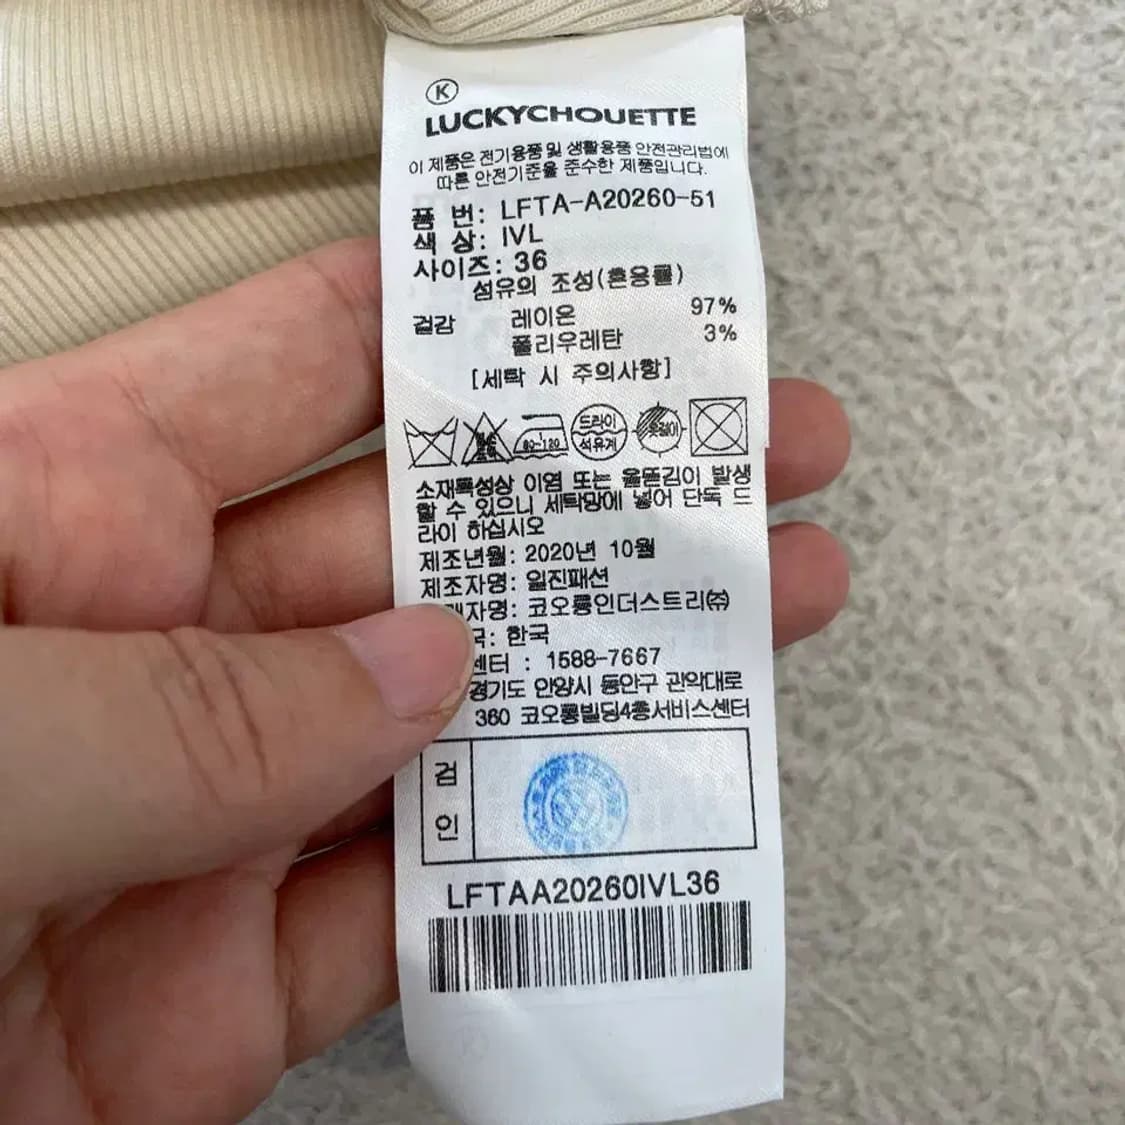 K
LUCKYCHOUETTE
이 제품은 전기용품 및 생활용품 안전관리법에
따른 안전기준을 준수한 제품입니다.
품 번: LFTA-A20260-51
색 상: IVL
사이즈: 36
섬유의 조성(혼용률)
겉감 레이온 97%
폴리우레탄 3%
[세탁 시 주의사항]
80-120 드라이 석유계 옷걸이
소재특성상 이염 또는 올뜯김이 발생
할 수 있으니 세탁망에 넣어 단독 드
라이 하십시오
제조년월: 2020년 10월
제조자명: 일진패션
자명: 코오롱인더스트리㈜
국: 한국
센터 : 1588-7667
경기도 안양시 동안구 관악대로
360 코오롱빌딩4층서비스센터
검
인
LFTAA20260IVL36